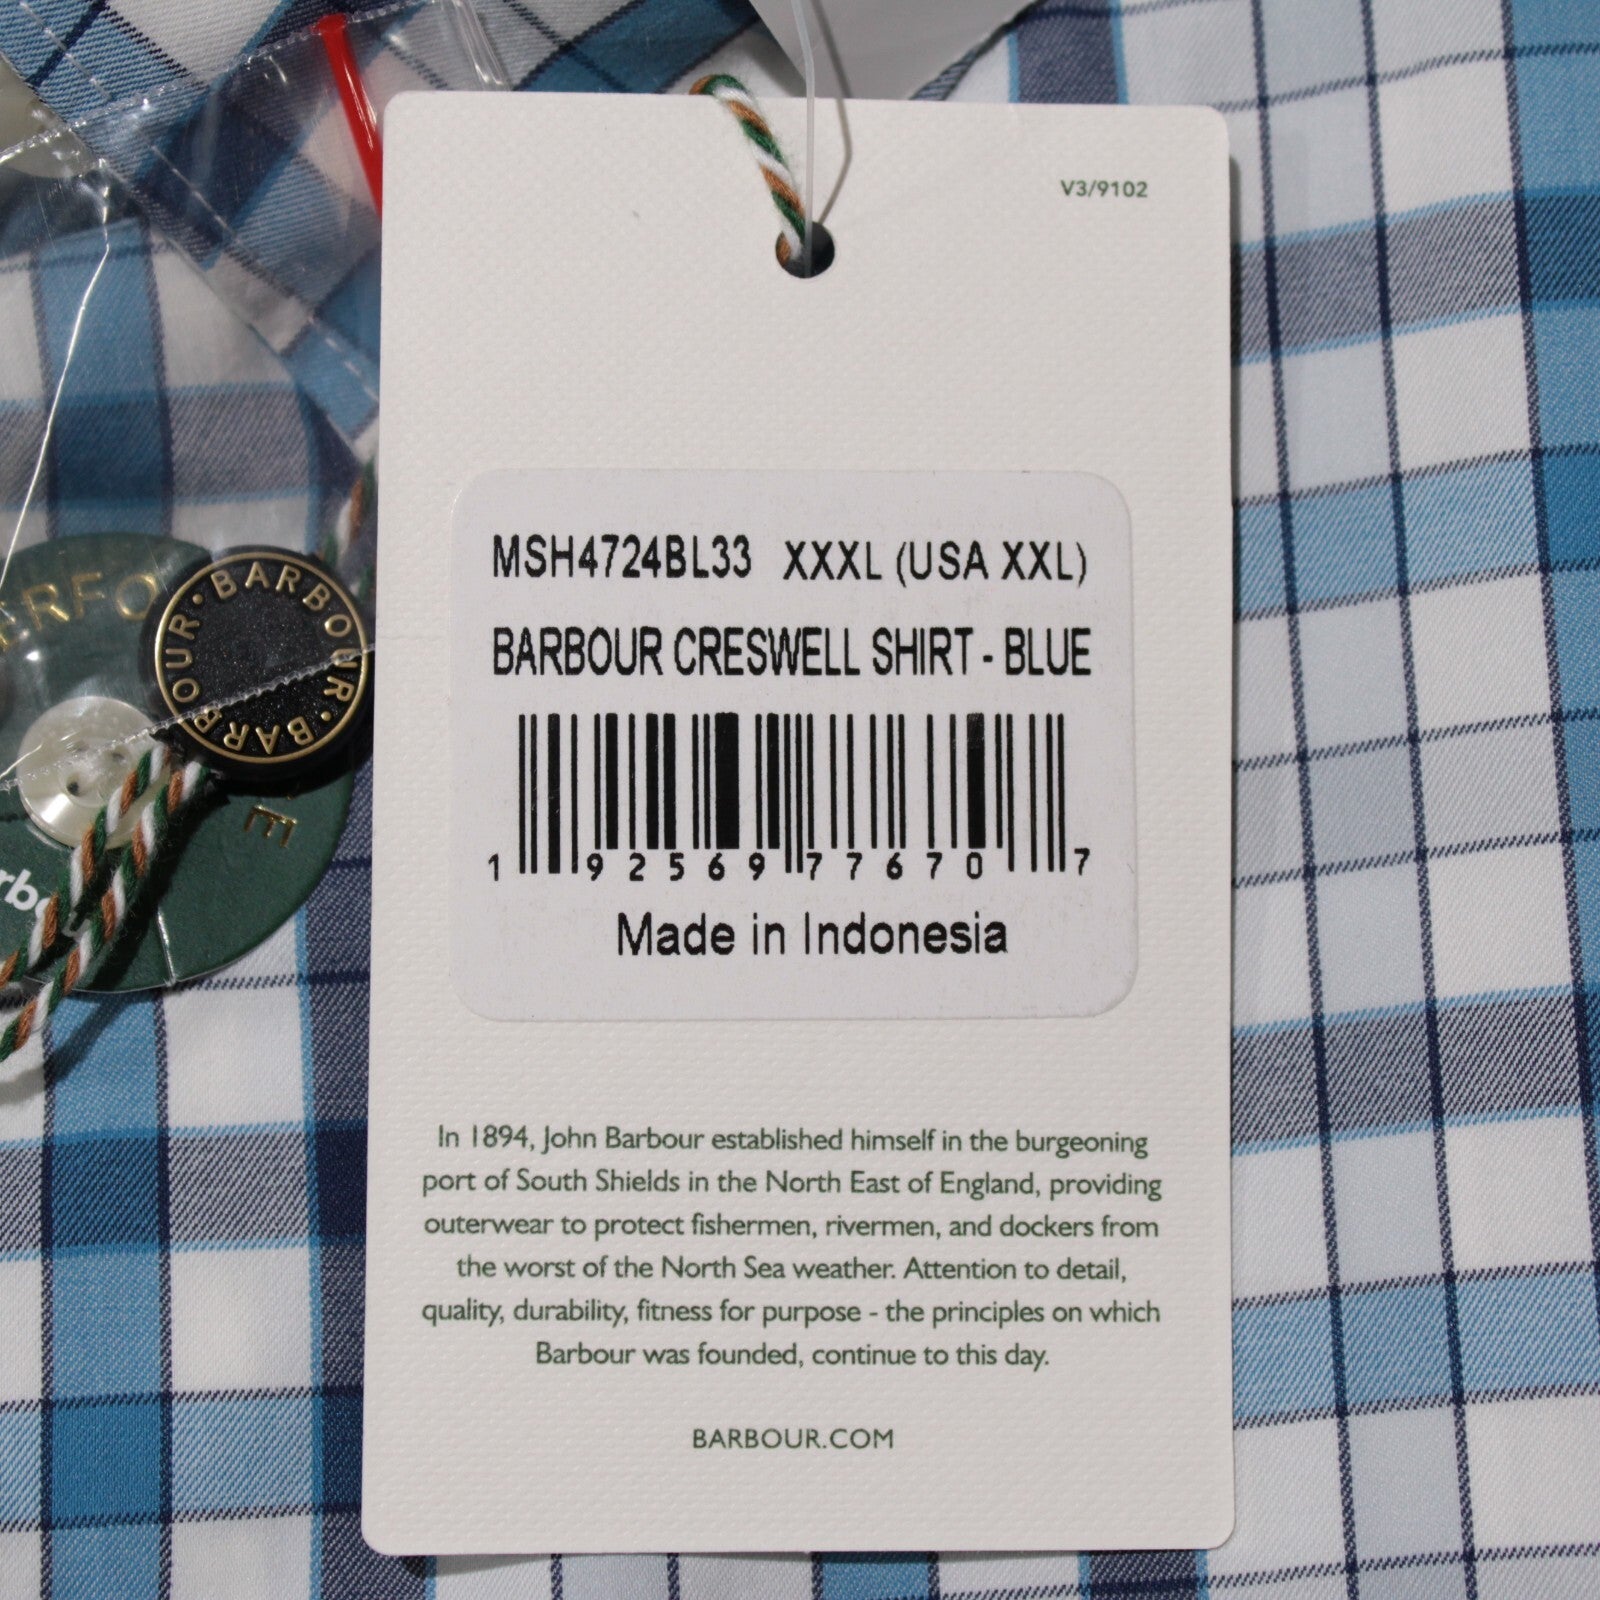 V3/9102
MSH4724BL33 XXXL (USA XXL)
BARBOUR CRESWELL SHIRT - BLUE
1 92569 77670 7
Made in Indonesia
In 1894, John Barbour established himself in the burgeoning
port of South Shields in the North East of England, providing
outerwear to protect fishermen, rivermen, and dockers from
the worst of the North Sea weather. Attention to detail,
quality, durability, fitness for purpose - the principles on which
Barbour was founded, continue to this day.
BARBOUR.COM
BARBOUR · BARBOUR · BARBOUR ·